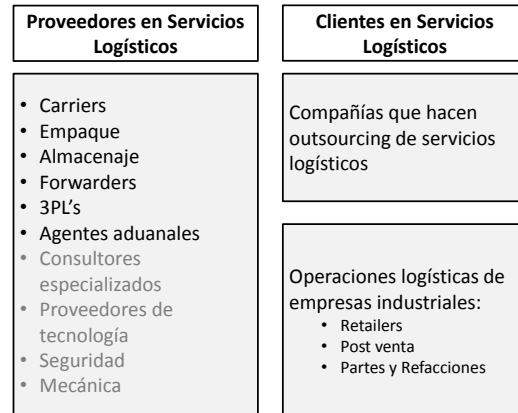 Proveedores en Servicios
Logísticos
• Carriers
• Empaque
• Almacenaje
• Forwarders
• 3PL's
• Agentes aduanales
• Consultores
especializados
• Proveedores de
tecnología
• Seguridad
• Mecánica
Clientes en Servicios
Logísticos
Compañías que hacen
outsourcing de servicios
logísticos
Operaciones logísticas de
empresas industriales:
• Retailers
• Post venta
• Partes y Refacciones